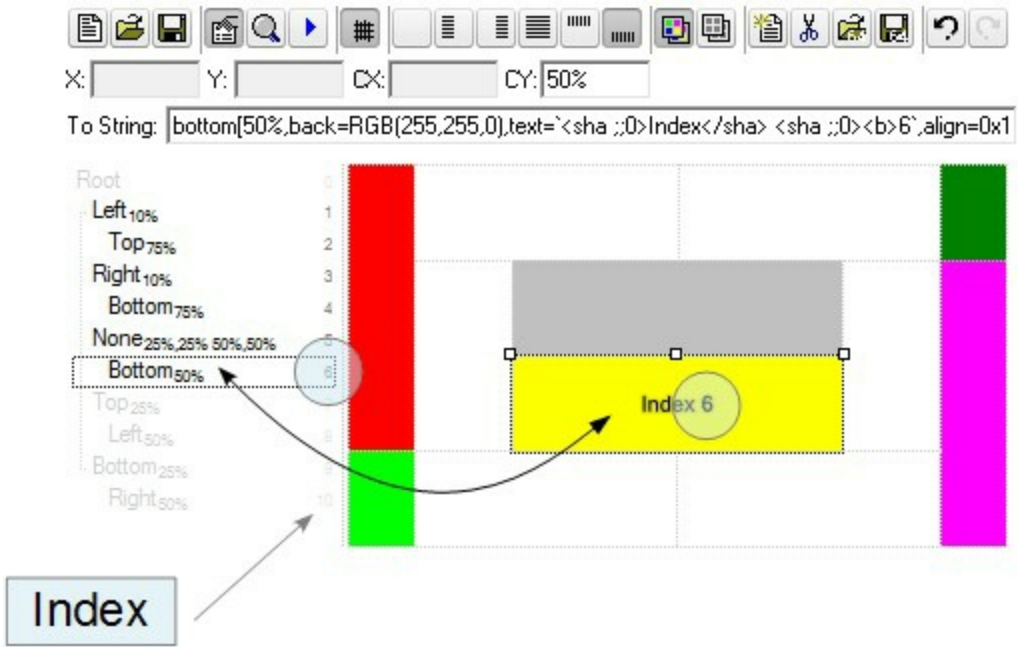 X: Y: CX: CY: 50%
To String: bottom[50%,back=RGB(255,255,0),text=`<sha ;;0>Index</sha> <sha ;;0><b>6`,align=0x1
Root 0
Left10% 1
Top75% 2
Right10% 3
Bottom75% 4
None25%,25% 50%,50% 5
Bottom50% 6
Index 6
Top25%
Left50% 8
Bottom25% 9
Right50% 10
Index